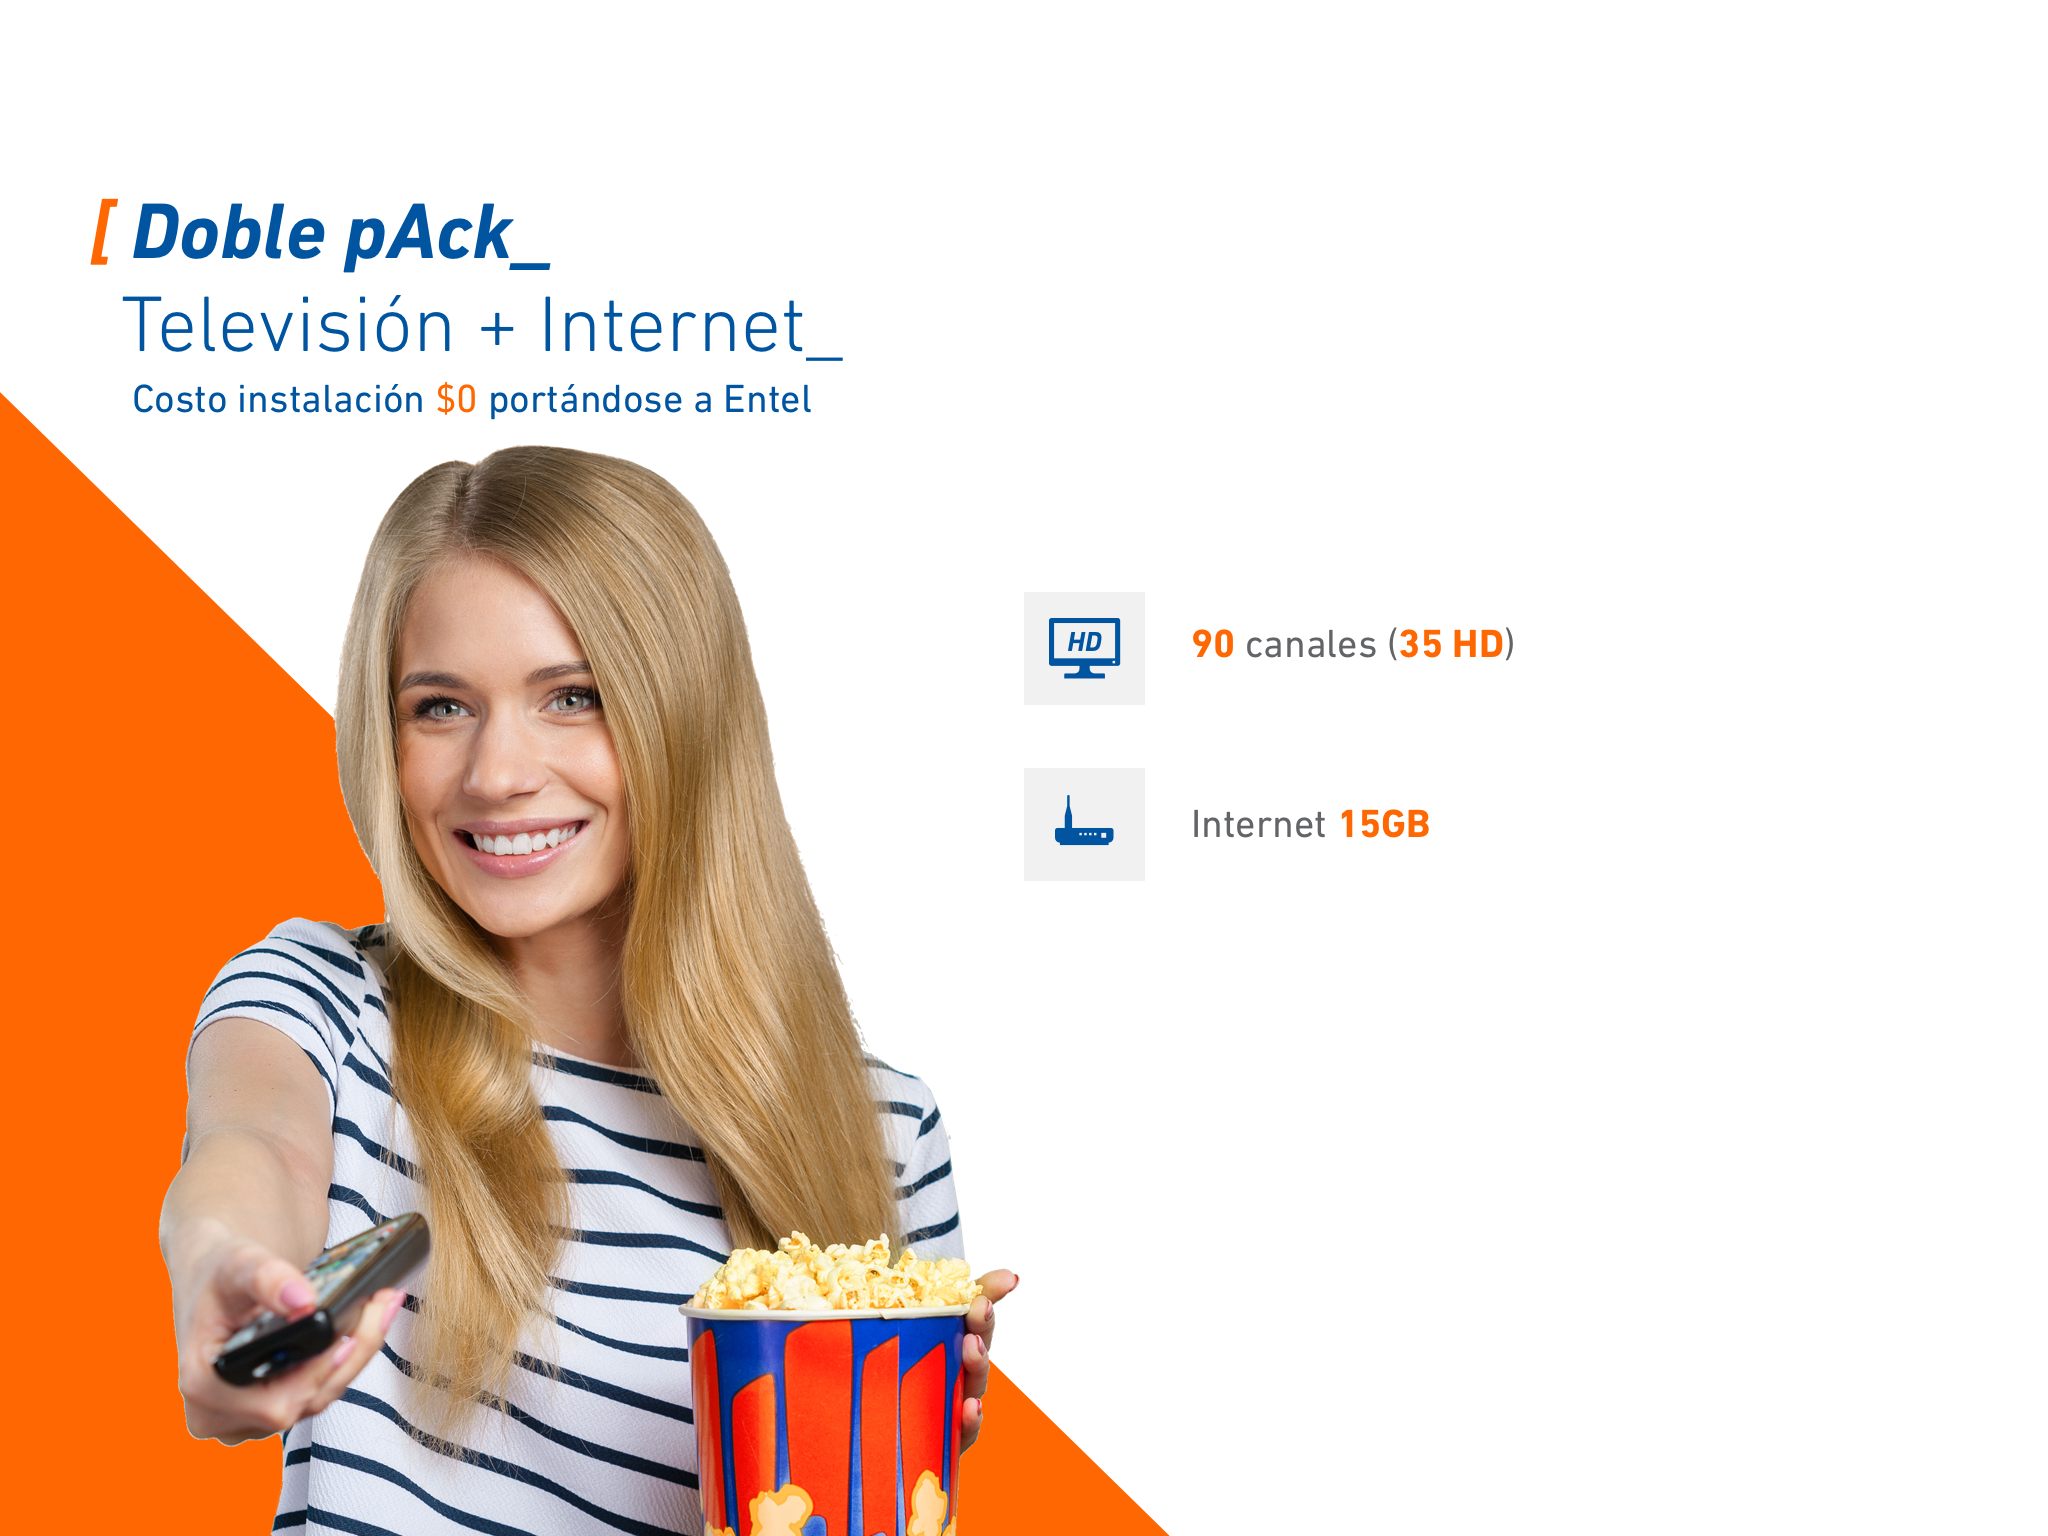 [ Doble pAck_
Televisión + Internet_
Costo instalación $0 portándose a Entel
HD
90 canales (35 HD)
Internet 15GB